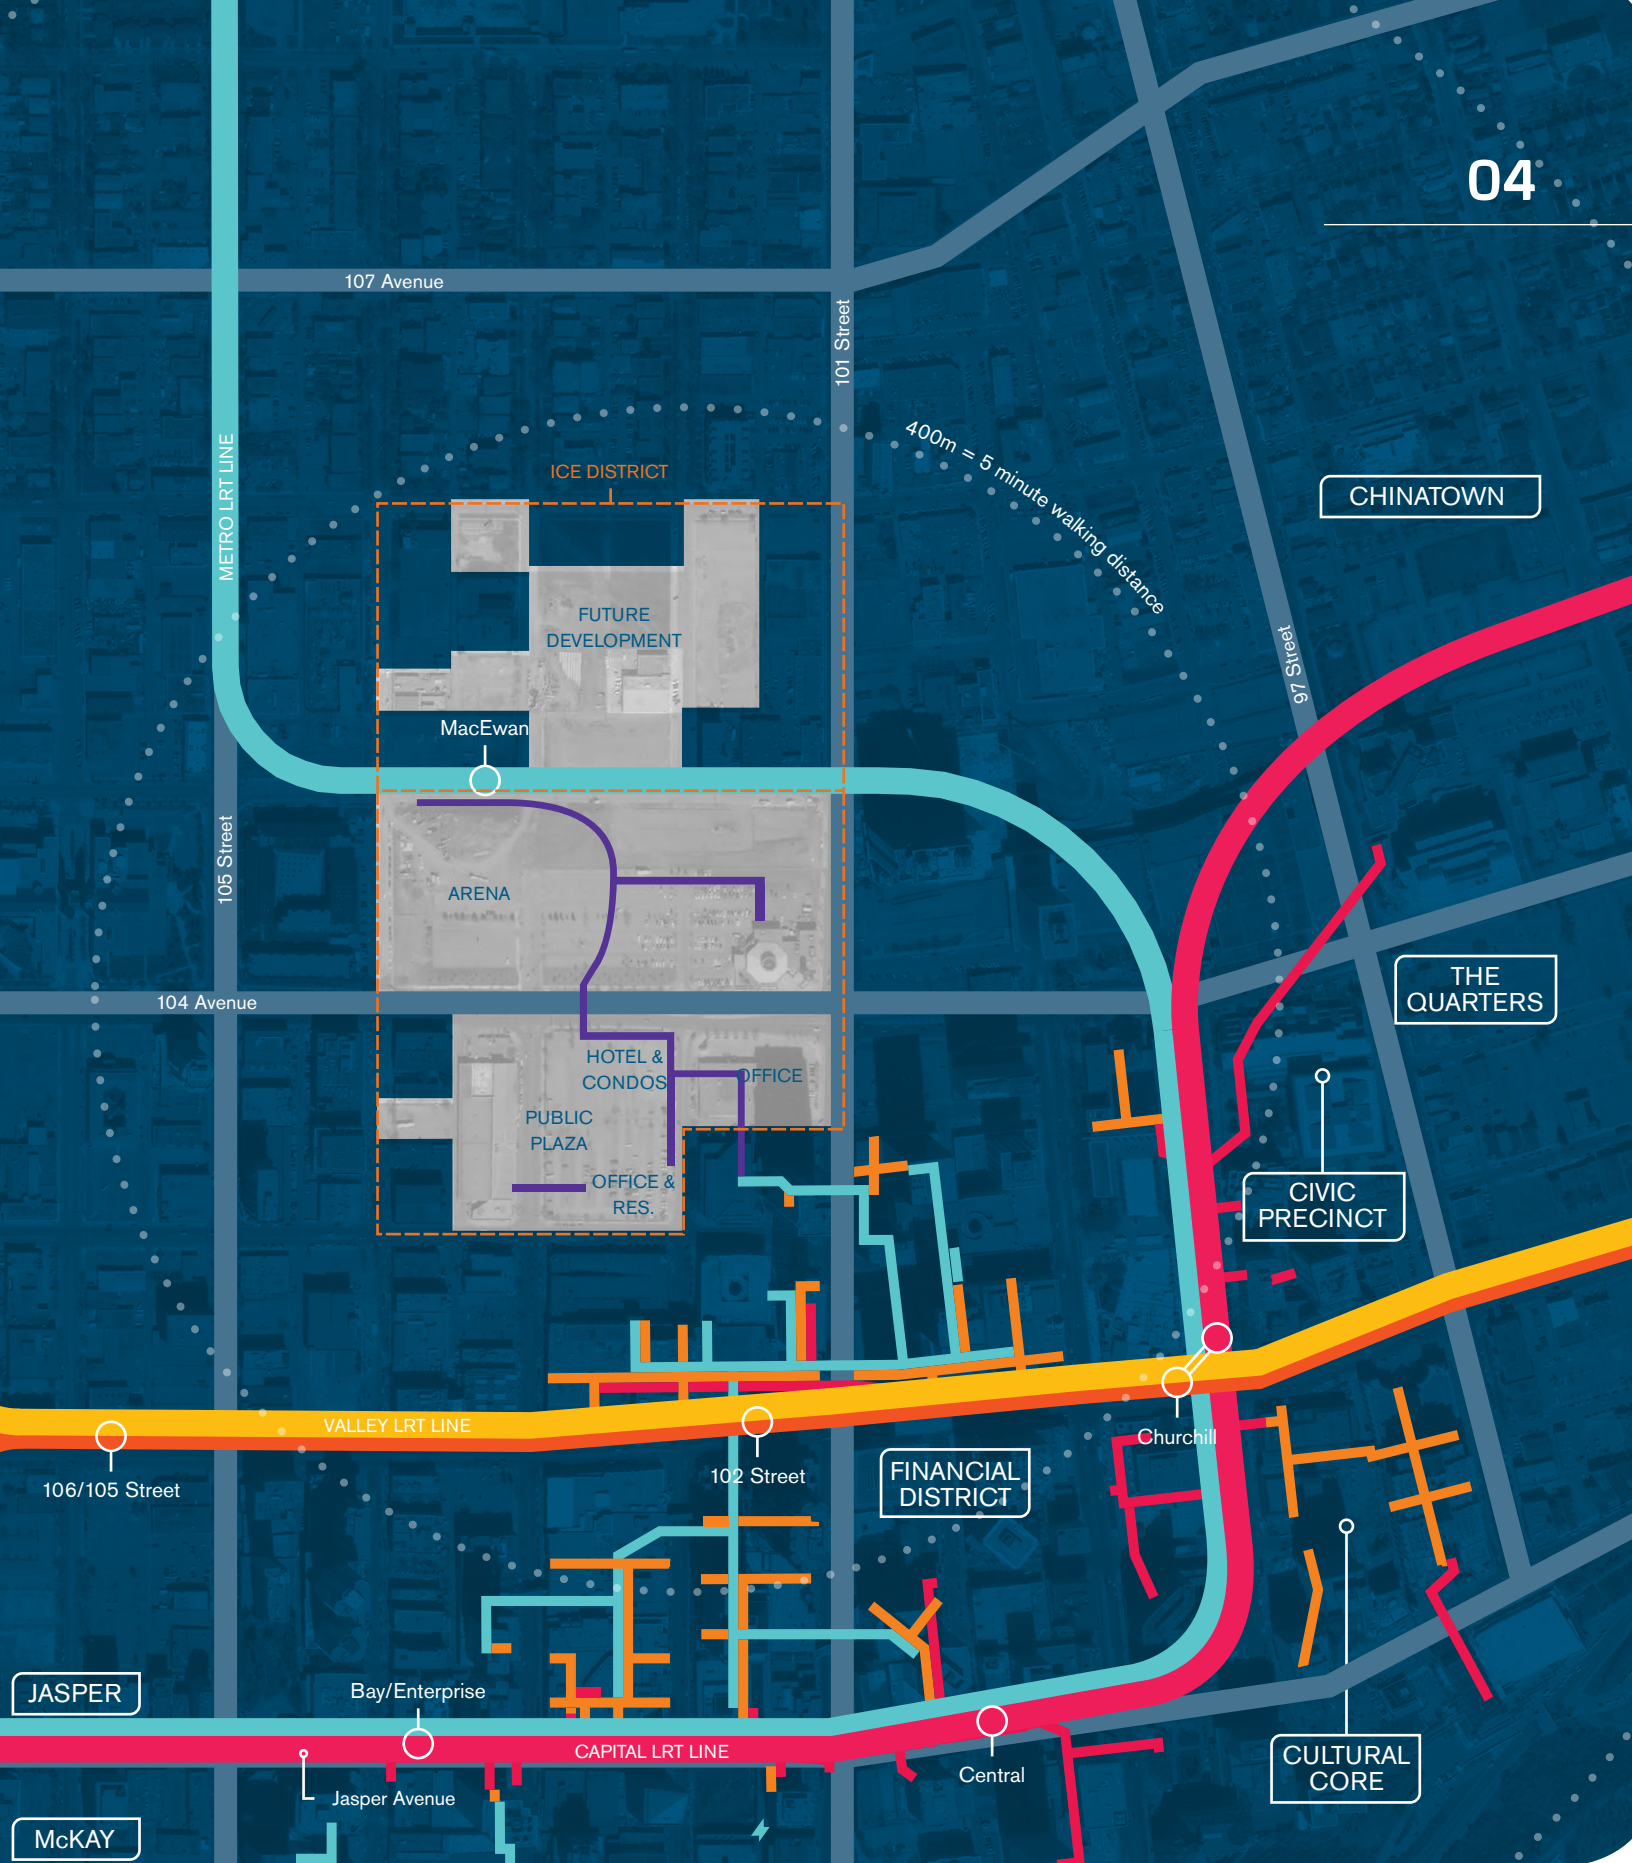 04
107 Avenue
101 Street
METRO LRT LINE
ICE DISTRICT
400m = 5 minute walking distance
CHINATOWN
FUTURE
DEVELOPMENT
97 Street
MacEwan
105 Street
ARENA
104 Avenue
THE
QUARTERS
HOTEL &
CONDOS
OFFICE
PUBLIC
PLAZA
OFFICE &
RES.
CIVIC
PRECINCT
VALLEY LRT LINE
106/105 Street
102 Street
Churchill
FINANCIAL
DISTRICT
JASPER
Bay/Enterprise
CAPITAL LRT LINE
Jasper Avenue
Central
CULTURAL
CORE
McKAY